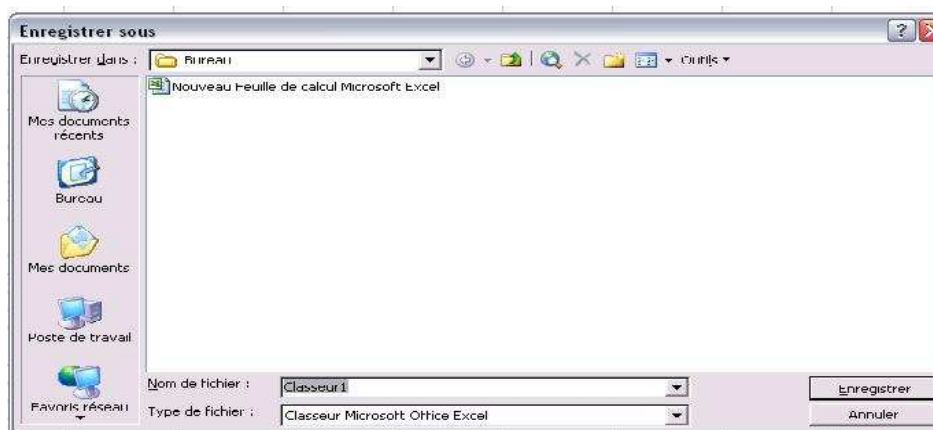 Enregistrer sous
Enregistrer dans :
Bureau
Outils
Mes documents
récents
Bureau
Mes documents
Poste de travail
Favoris réseau
Nouveau Feuille de calcul Microsoft Excel
Nom de fichier :
Classeur1
Enregistrer
Type de fichier :
Classeur Microsoft Office Excel
Annuler